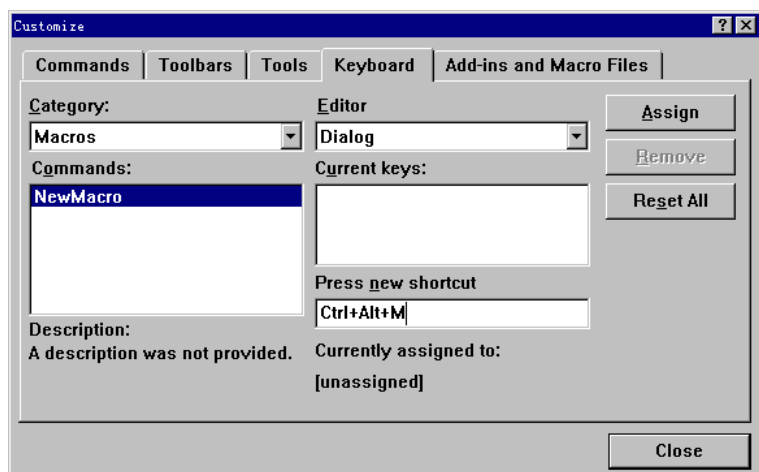 Customize
Commands Toolbars Tools Keyboard Add-ins and Macro Files
Category:
Macros
Commands:
NewMacro
Description:
A description was not provided.
Editor
Dialog
Current keys:
Press new shortcut
Ctrl+Alt+M
Currently assigned to:
[unassigned]
Assign
Remove
Reset All
Close